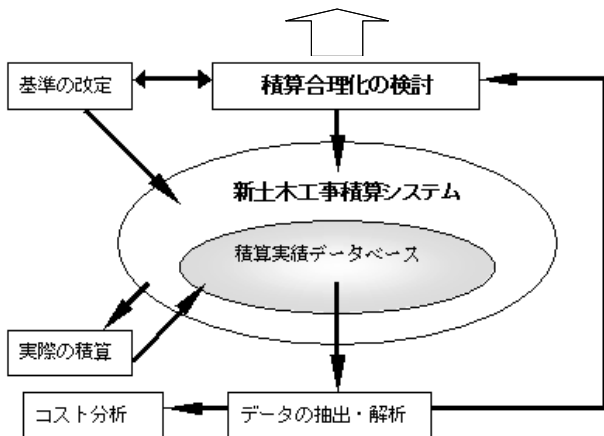 基準の改定
積算合理化の検討
新土木工事積算システム
積算実績データベース
実際の積算
コスト分析
データの抽出・解析